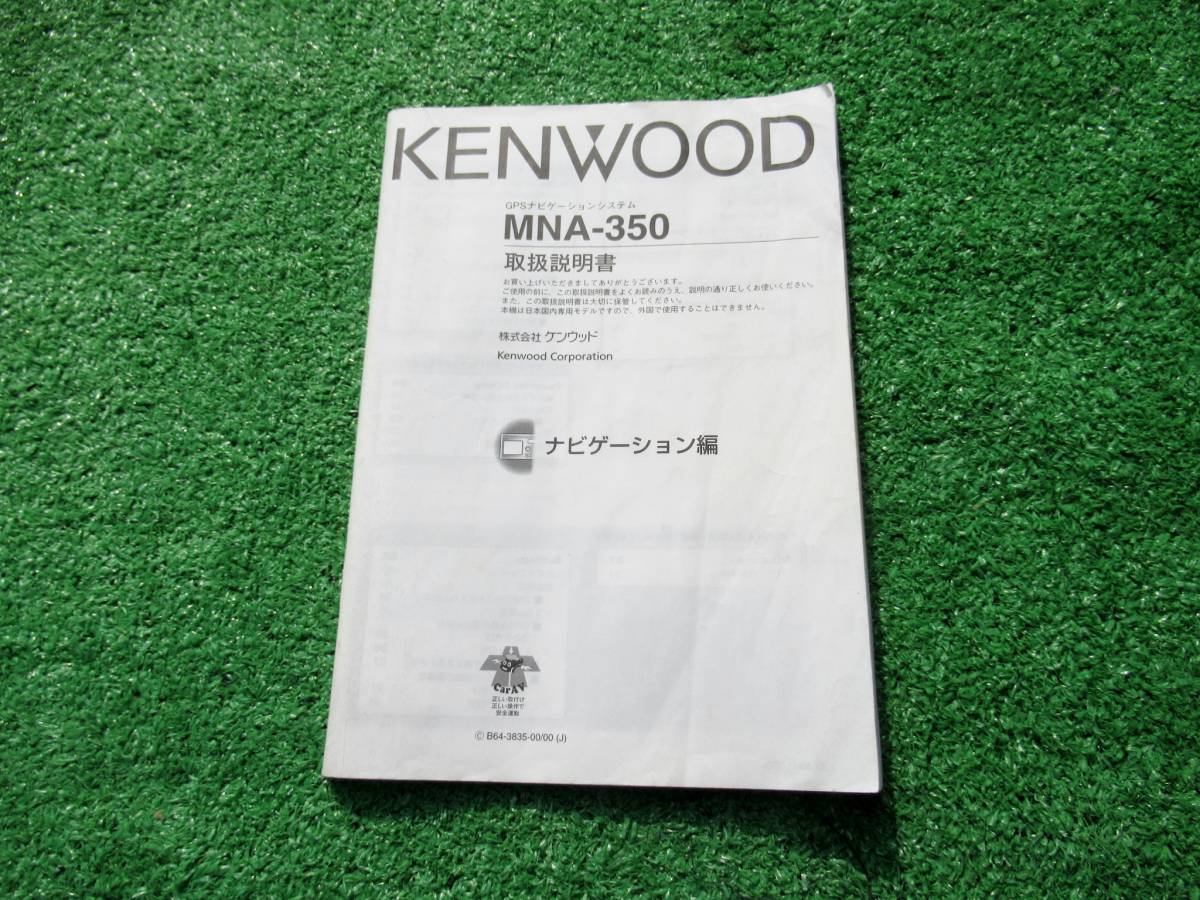 KENWOOD
GPSナビゲーションシステム
MNA-350
取扱説明書
お買い上げいただきましてありがとうございます。
ご使用の前に、この取扱説明書をよくお読みのうえ、説明の通り正しくお使いください。
また、この取扱説明書は大切に保管してください。
本機は日本国内専用モデルですので、外国で使用することはできません。
株式会社 ケンウッド
Kenwood Corporation
ナビゲーション編
CarAV
正しい取付け
正しい操作で
安全運転
© B64-3835-00/00 (J)